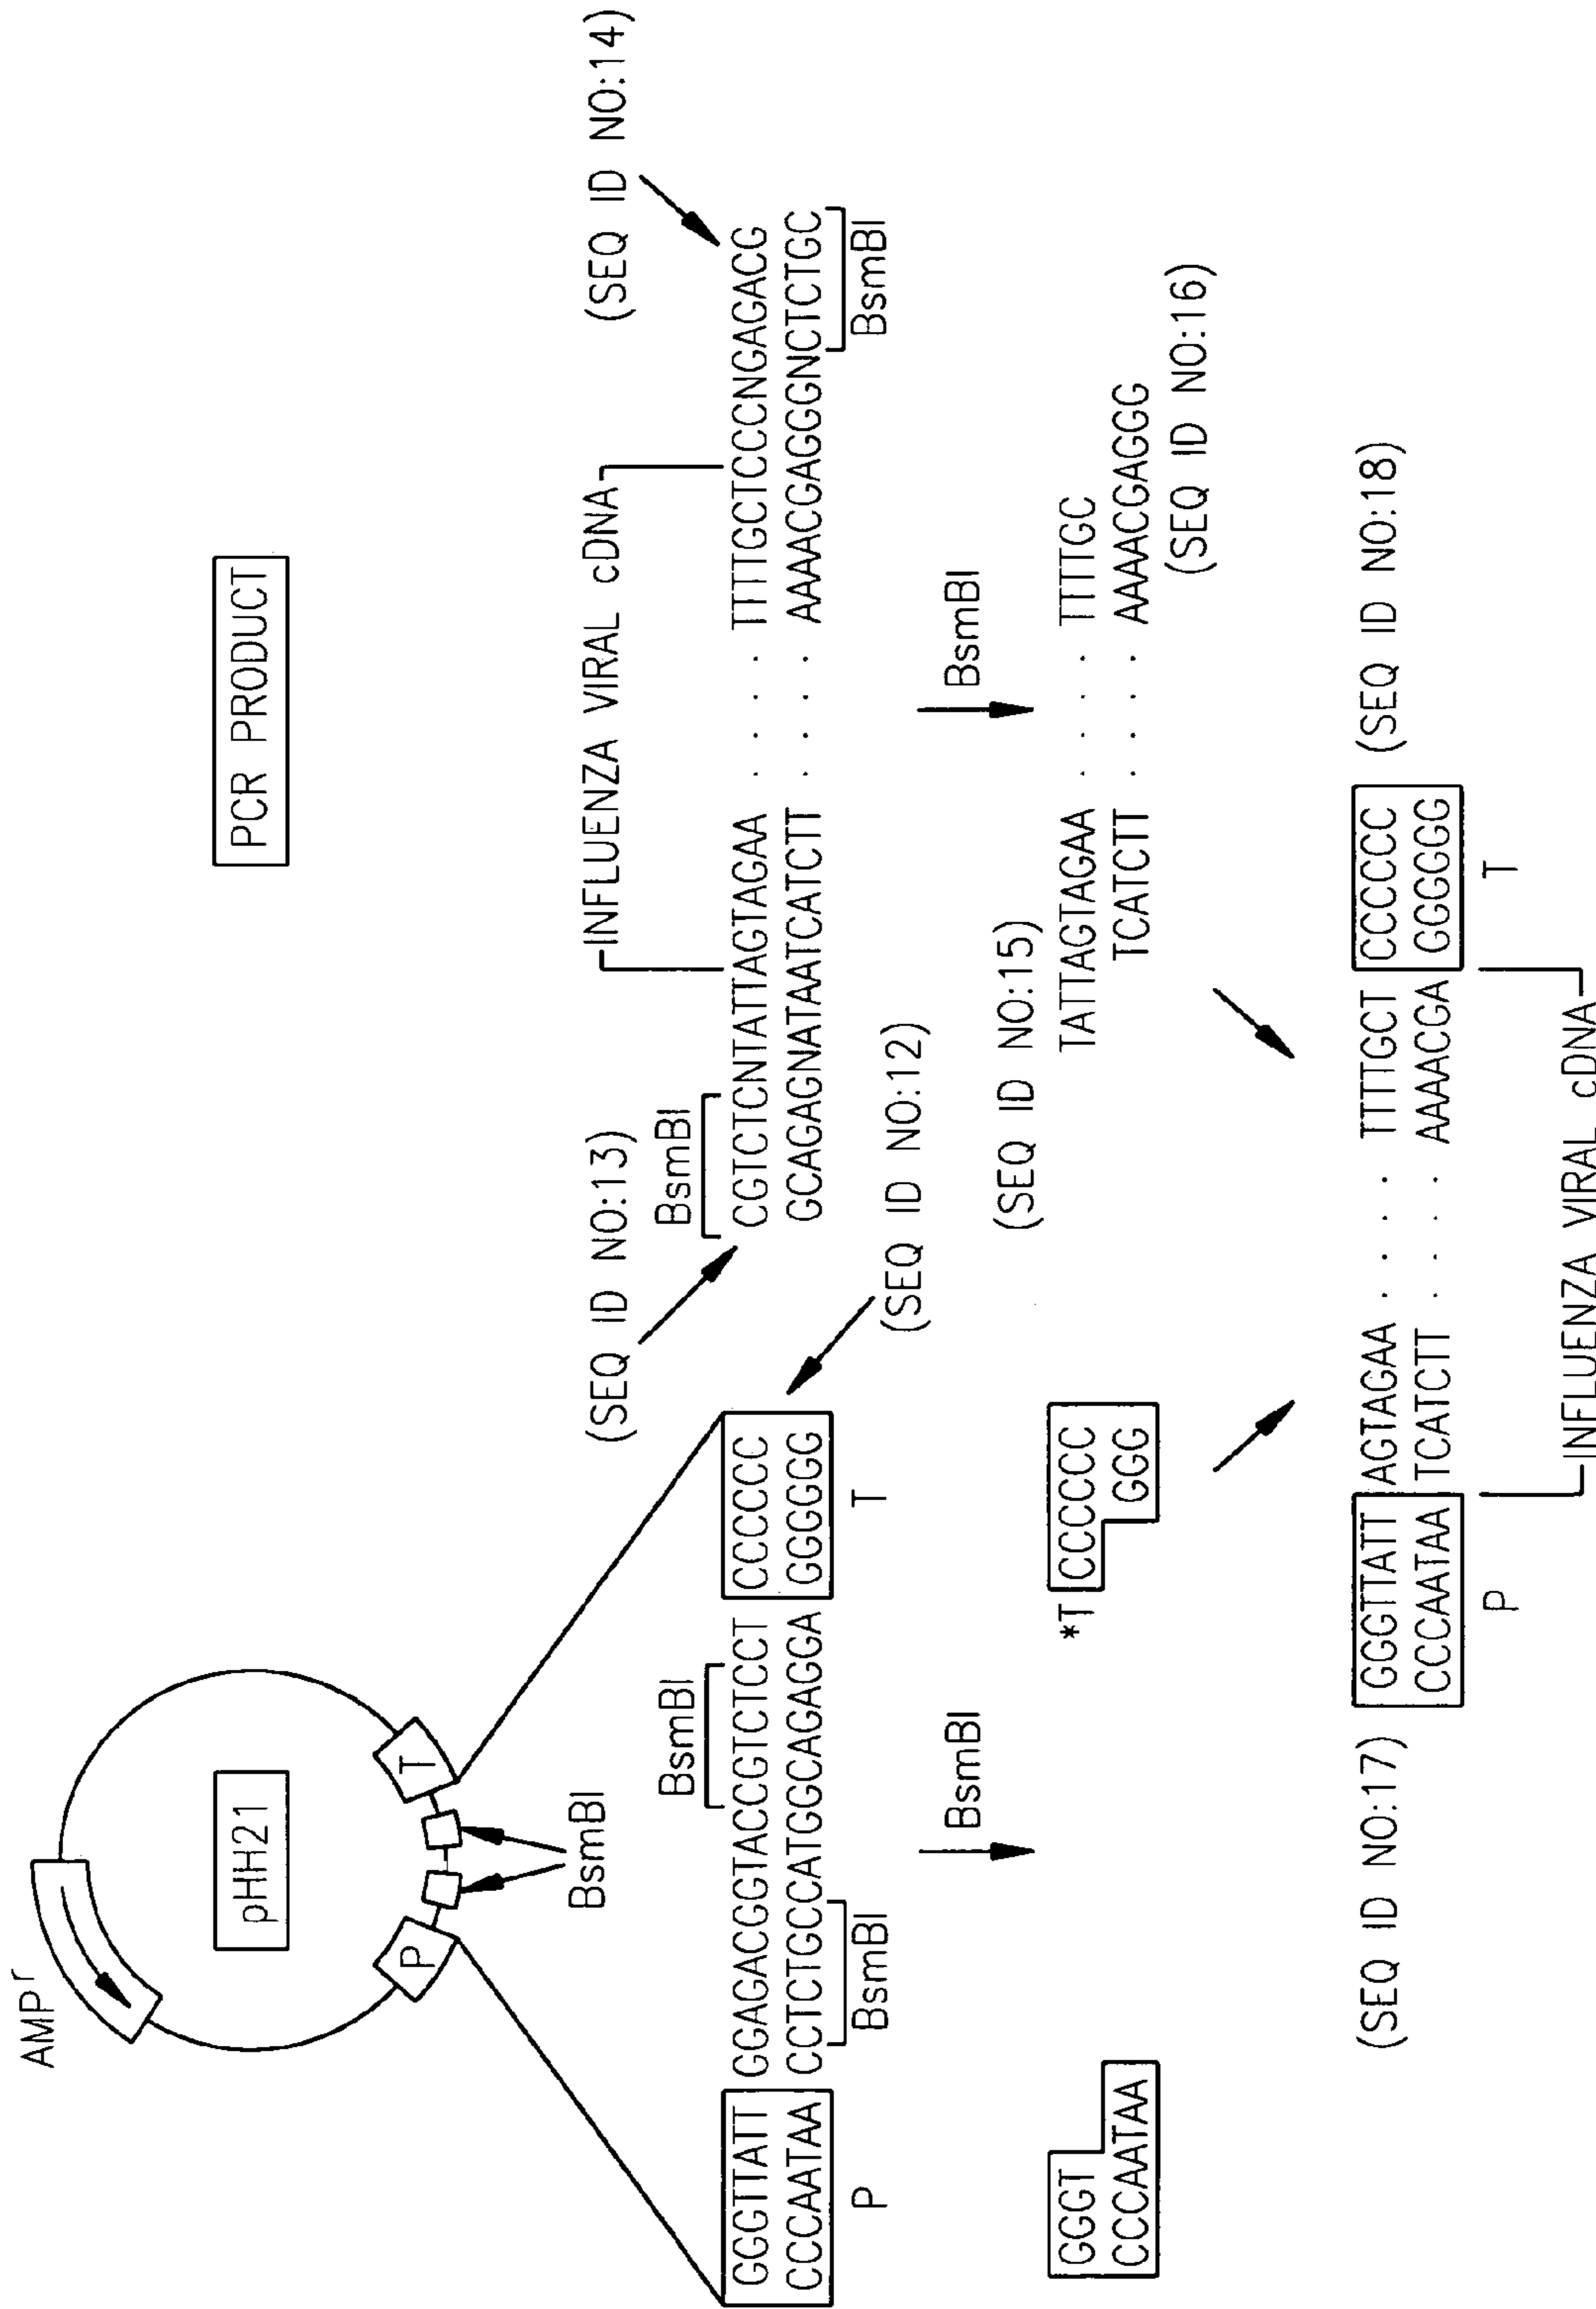 AMPr
pHH21
P
T
BsmBI
PCR PRODUCT
(SEQ ID NO:13)
BsmBI
INFLUENZA VIRAL cDNA
(SEQ ID NO:14)
BsmBI
GGGTTATT GGAGACGGTACCGTCTCCT CCCCCC
CCCAATAA CCTCTGCCATGGCAGAGGA GGGGGG
P
BsmBI
T
(SEQ ID NO:12)
CGTCTCNTATTAGTAGAA . . . . TTTTGCTCCCNGAGACG
GCAGAGNATAATCATCTT . . . . AAAACGAGGGNCTCTGC
BsmBI
BsmBI
BsmBI
GGGT
CCCAATAA
*T CCCCCC
GGG
(SEQ ID NO:15)
TATTAGTAGAA . . . . TTTTGC
TCATCTT . . . . AAAACGAGGG
(SEQ ID NO:16)
(SEQ ID NO:17)
GGGTTATT AGTAGAA . . . . TTTTGCT CCCCCC
CCCAATAA TCATCTT . . . . AAAACGA GGGGGG
(SEQ ID NO:18)
P
T
INFLUENZA VIRAL cDNA